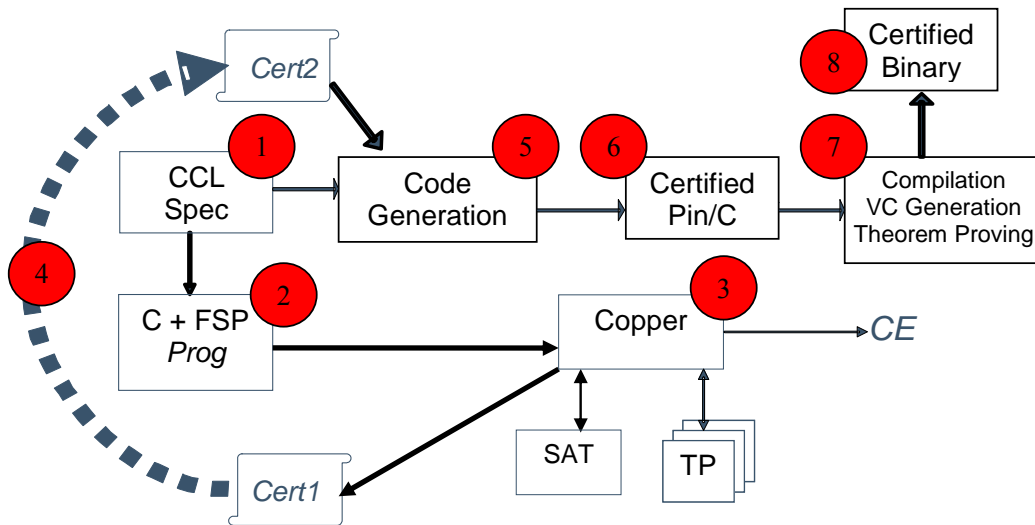 Cert2
8
Certified
Binary
1
CCL
Spec
5
Code
Generation
6
Certified
Pin/C
7
Compilation
VC Generation
Theorem Proving
4
2
C + FSP
Prog
3
Copper
CE
SAT
TP
Cert1